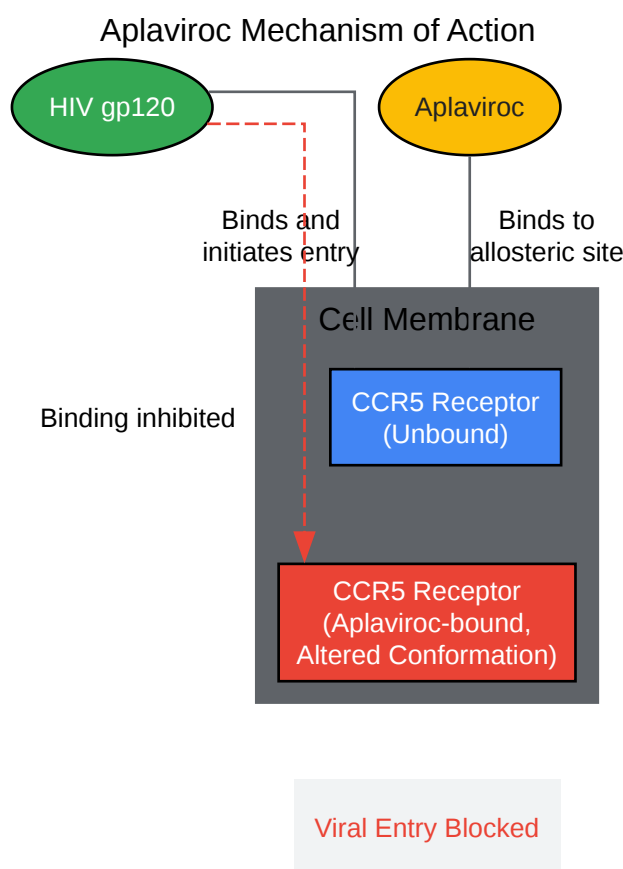 Aplaviroc Mechanism of Action
HIV gp120
Aplaviroc
Binds and
initiates entry
Binds to
allosteric site
Cell Membrane
CCR5 Receptor
(Unbound)
Binding inhibited
CCR5 Receptor
(Aplaviroc-bound,
Altered Conformation)
Viral Entry Blocked